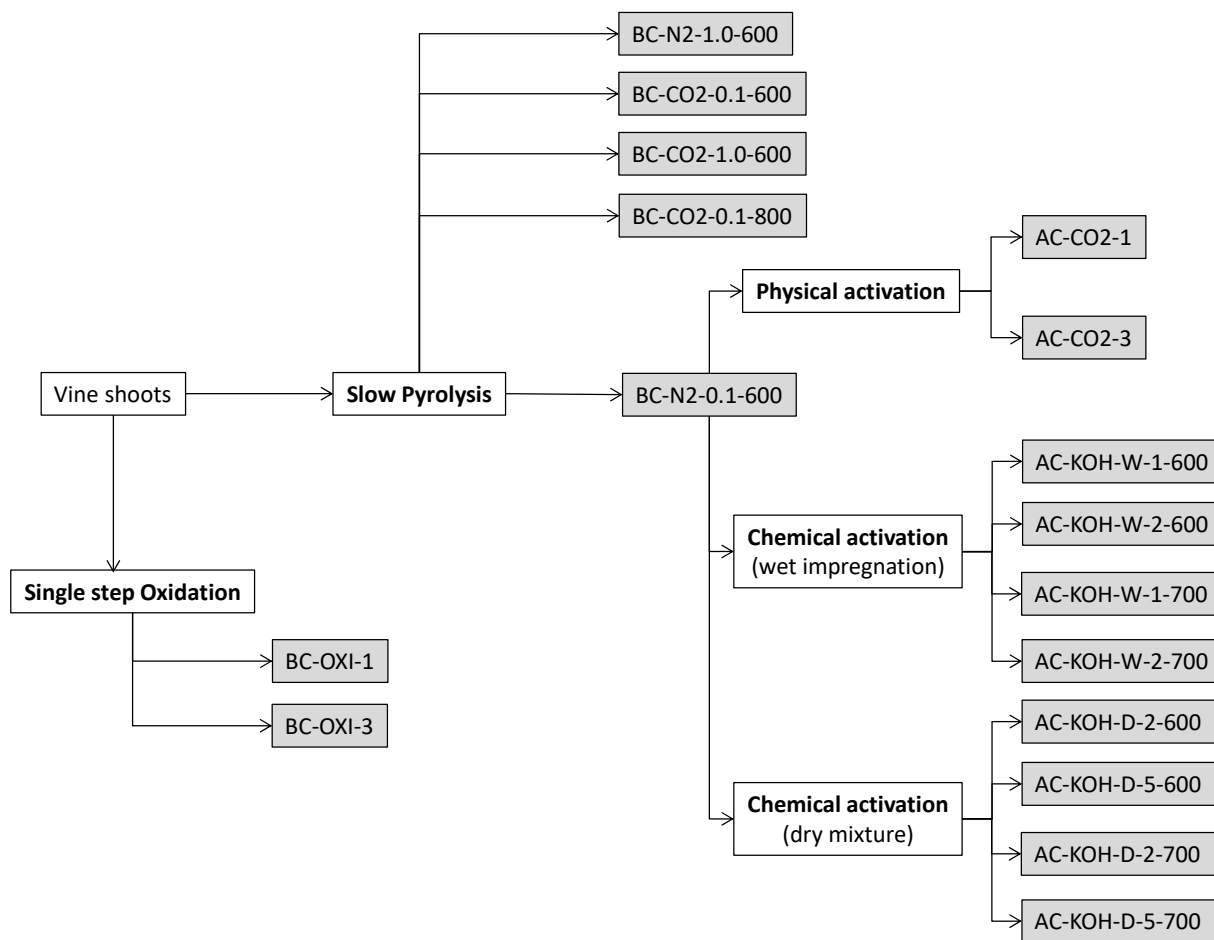 BC-N2-1.0-600
BC-CO2-0.1-600
BC-CO2-1.0-600
BC-CO2-0.1-800
AC-CO2-1
Physical activation
AC-CO2-3
Vine shoots
Slow Pyrolysis
BC-N2-0.1-600
AC-KOH-W-1-600
AC-KOH-W-2-600
Chemical activation
(wet impregnation)
AC-KOH-W-1-700
AC-KOH-W-2-700
Single step Oxidation
BC-OXI-1
BC-OXI-3
AC-KOH-D-2-600
AC-KOH-D-5-600
Chemical activation
(dry mixture)
AC-KOH-D-2-700
AC-KOH-D-5-700